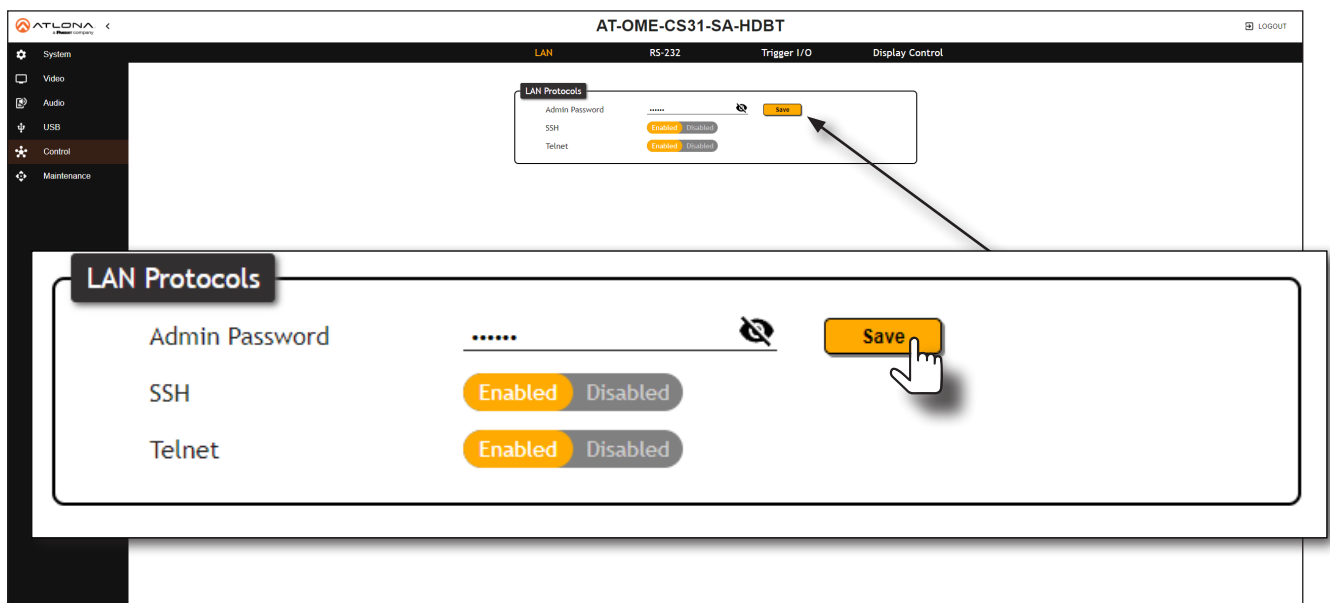 ATLONA
a Panduit company
AT-OME-CS31-SA-HDBT
LOGOUT
System
Video
Audio
USB
Control
Maintenance
LAN RS-232 Trigger I/O Display Control
LAN Protocols
Admin Password •••••• Save
SSH Enabled Disabled
Telnet Enabled Disabled
LAN Protocols
Admin Password •••••• Save
SSH Enabled Disabled
Telnet Enabled Disabled